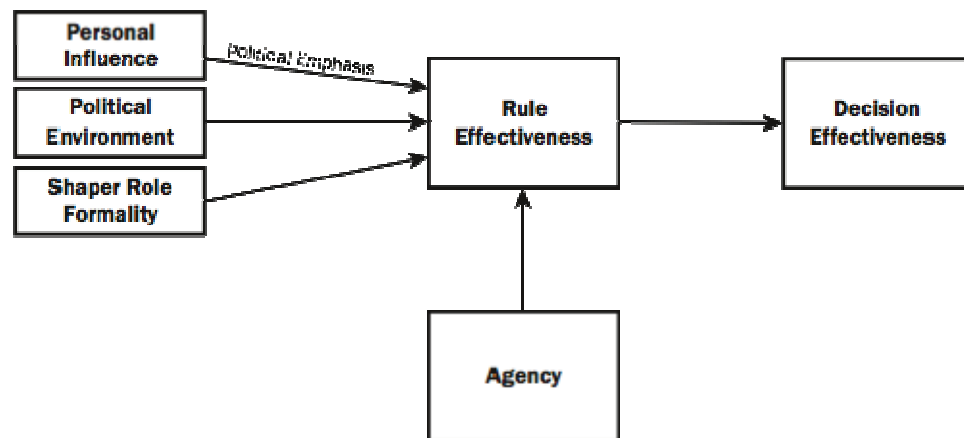 Personal
Influence
Political Emphasis
Political
Environment
Shaper Role
Formality
Rule
Effectiveness
Decision
Effectiveness
Agency